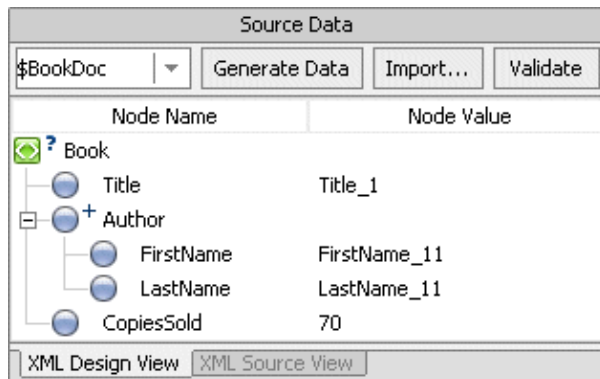 Source Data
$BookDoc Generate Data Import... Validate
Node Name Node Value
? Book
Title Title_1
+ Author
FirstName FirstName_11
LastName LastName_11
CopiesSold 70
XML Design View XML Source View